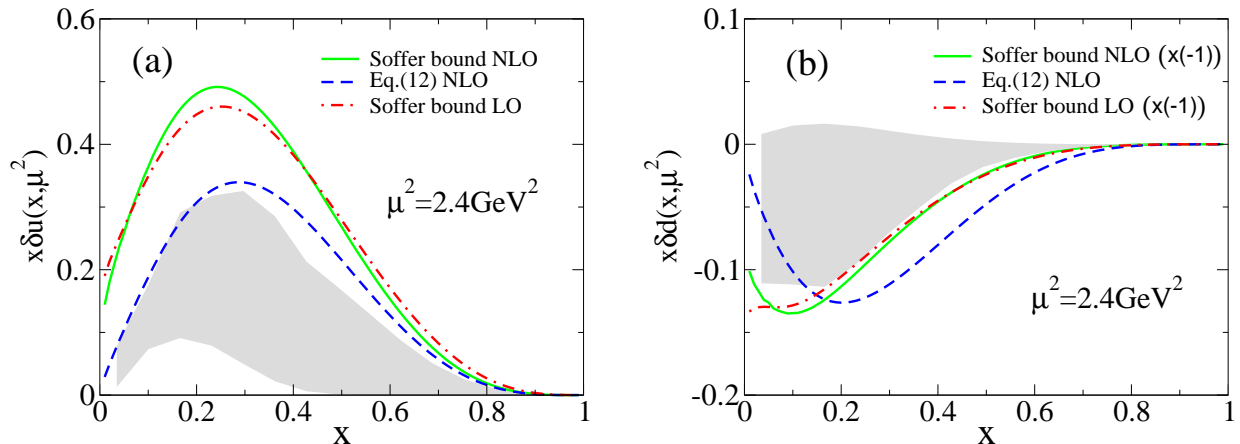 (a)
Soffer bound NLO
Eq.(12) NLO
Soffer bound LO
μ²=2.4GeV²
xδu(x,μ²)
0.6
0.4
0.2
0
0 0.2 0.4 0.6 0.8 1
x
(b)
Soffer bound NLO (x(-1))
Eq.(12) NLO
Soffer bound LO (x(-1))
μ²=2.4GeV²
xδd(x,μ²)
0.1
0
-0.1
-0.2
0 0.2 0.4 0.6 0.8 1
x